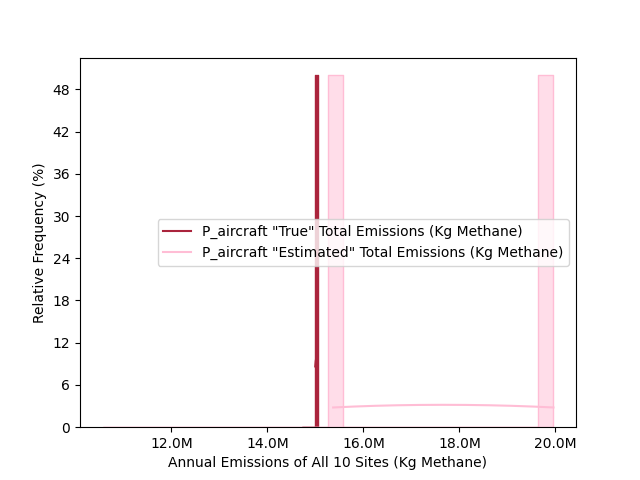 48
42
36
30
24
18
12
6
0
Relative Frequency (%)
P_aircraft "True" Total Emissions (Kg Methane)
P_aircraft "Estimated" Total Emissions (Kg Methane)
12.0M 14.0M 16.0M 18.0M 20.0M
Annual Emissions of All 10 Sites (Kg Methane)